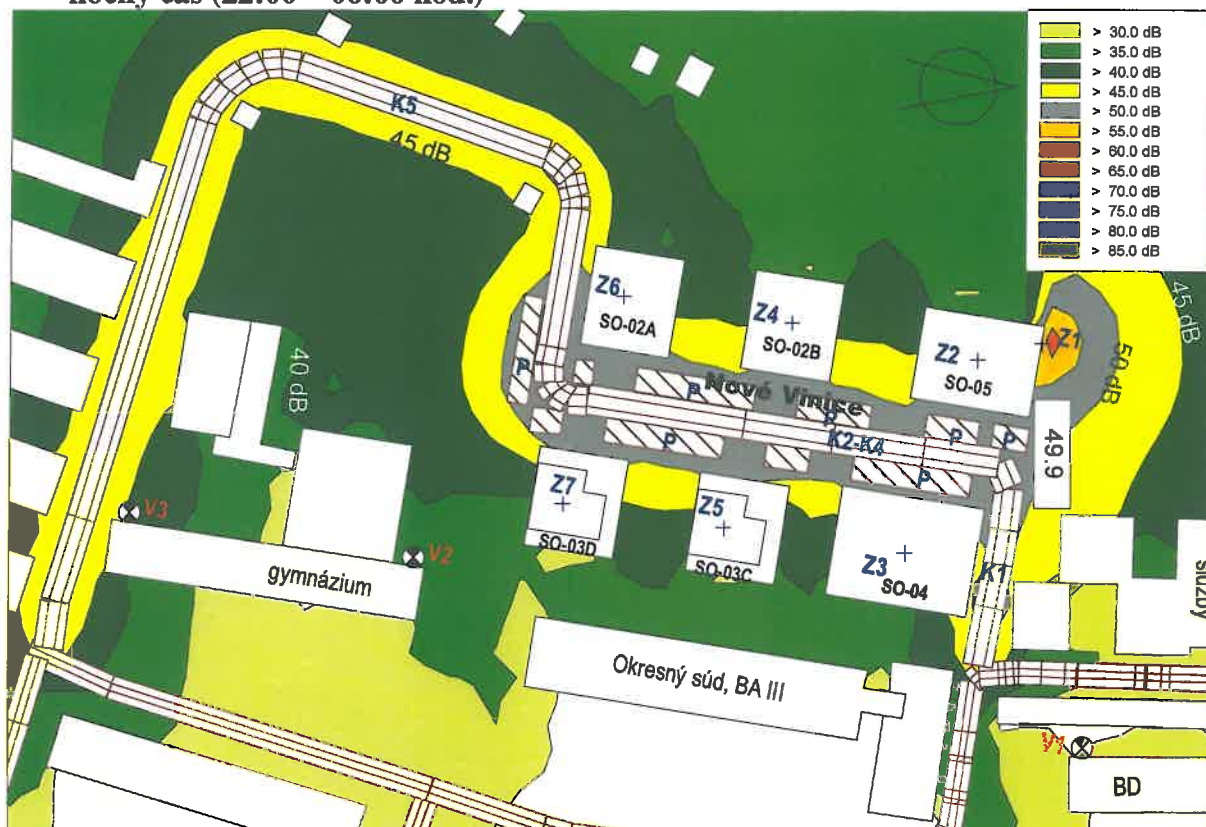 nočný čas (22.00 – 06.00 hod.)
> 30.0 dB
> 35.0 dB
> 40.0 dB
> 45.0 dB
> 50.0 dB
> 55.0 dB
> 60.0 dB
> 65.0 dB
> 70.0 dB
> 75.0 dB
> 80.0 dB
> 85.0 dB
K5
45 dB
45 dB
50 dB
40 dB
Z6
SO-02A
Z4
SO-02B
Z2
SO-05
Z1
Nové Vinice
P
P
P
P
P
P
P
K2-K4
49.9
Z7
SO-03D
Z5
SO-03C
Z3
SO-04
K1
služby
V3
V2
gymnázium
Okresný súd, BA III
V1
BD